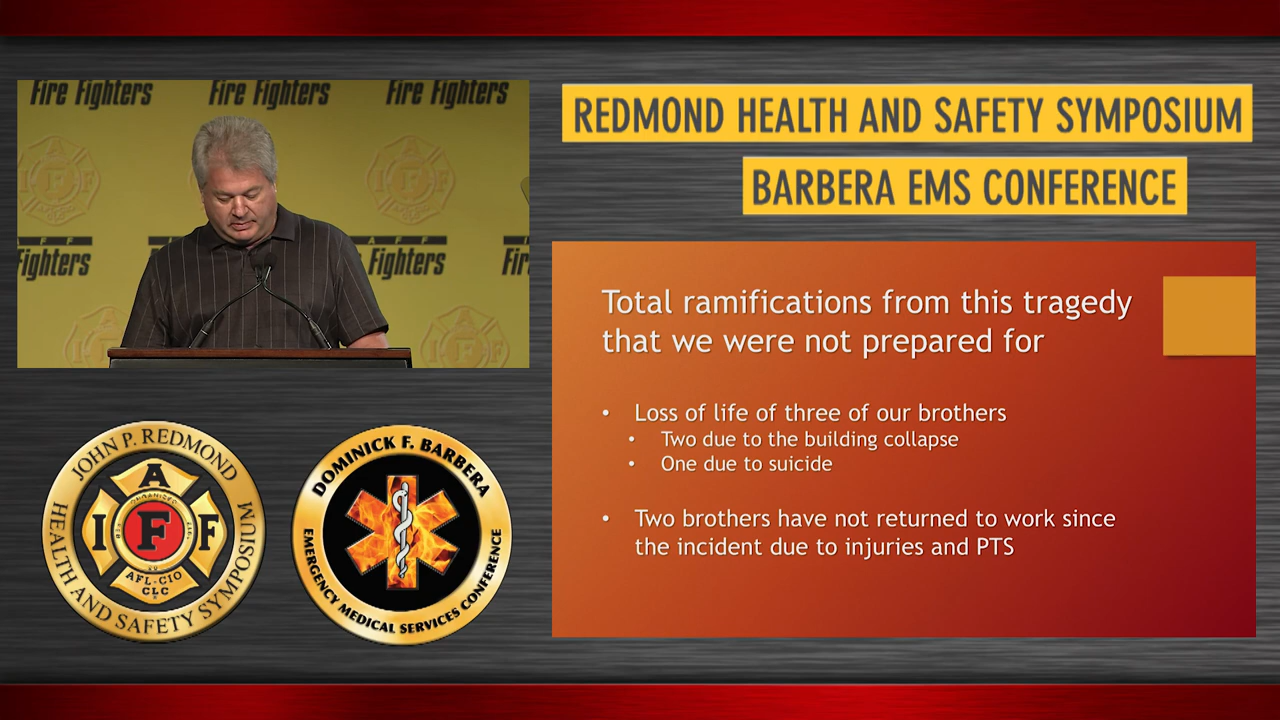 Fire Fighters Fire Fighters Fire Fighters
Fighters Fighters Fir
REDMOND HEALTH AND SAFETY SYMPOSIUM
BARBERA EMS CONFERENCE
Total ramifications from this tragedy
that we were not prepared for
• Loss of life of three of our brothers
• Two due to the building collapse
• One due to suicide
• Two brothers have not returned to work since
the incident due to injuries and PTS
JOHN P. REDMOND
HEALTH AND SAFETY SYMPOSIUM
A
I F F
AFL-CIO
CLC
DOMINICK F. BARBERA
EMERGENCY MEDICAL SERVICES CONFERENCE